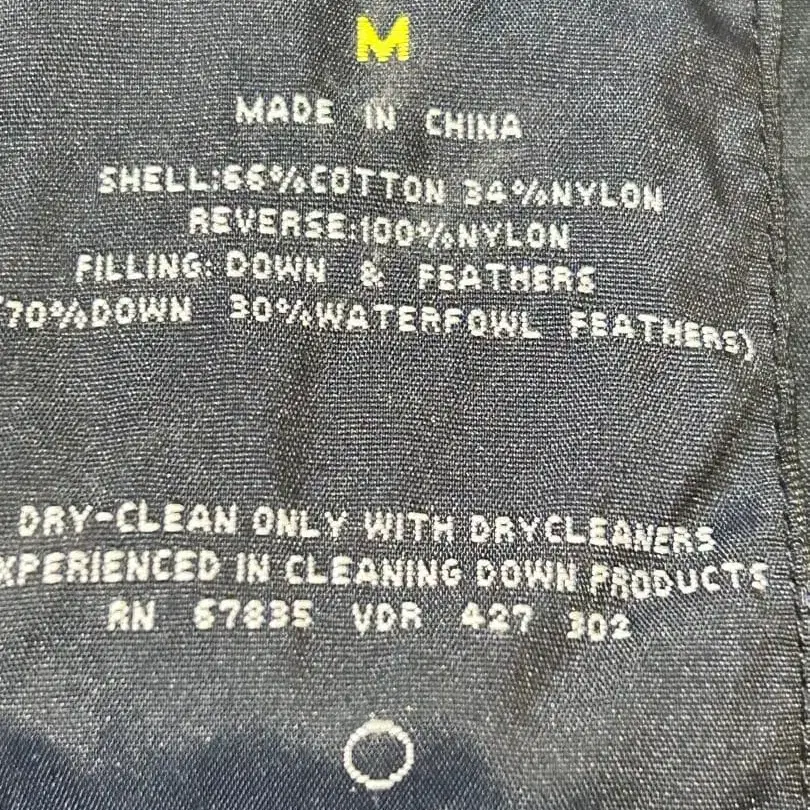 M
MADE IN CHINA
SHELL:66%COTTON 34%NYLON
REVERSE:100%NYLON
FILLING: DOWN & FEATHERS
(70%DOWN 30%WATERFOWL FEATHERS)
DRY-CLEAN ONLY WITH DRYCLEANERS
XPERIENCED IN CLEANING DOWN PRODUCTS
RN 67835 VDR 427 302